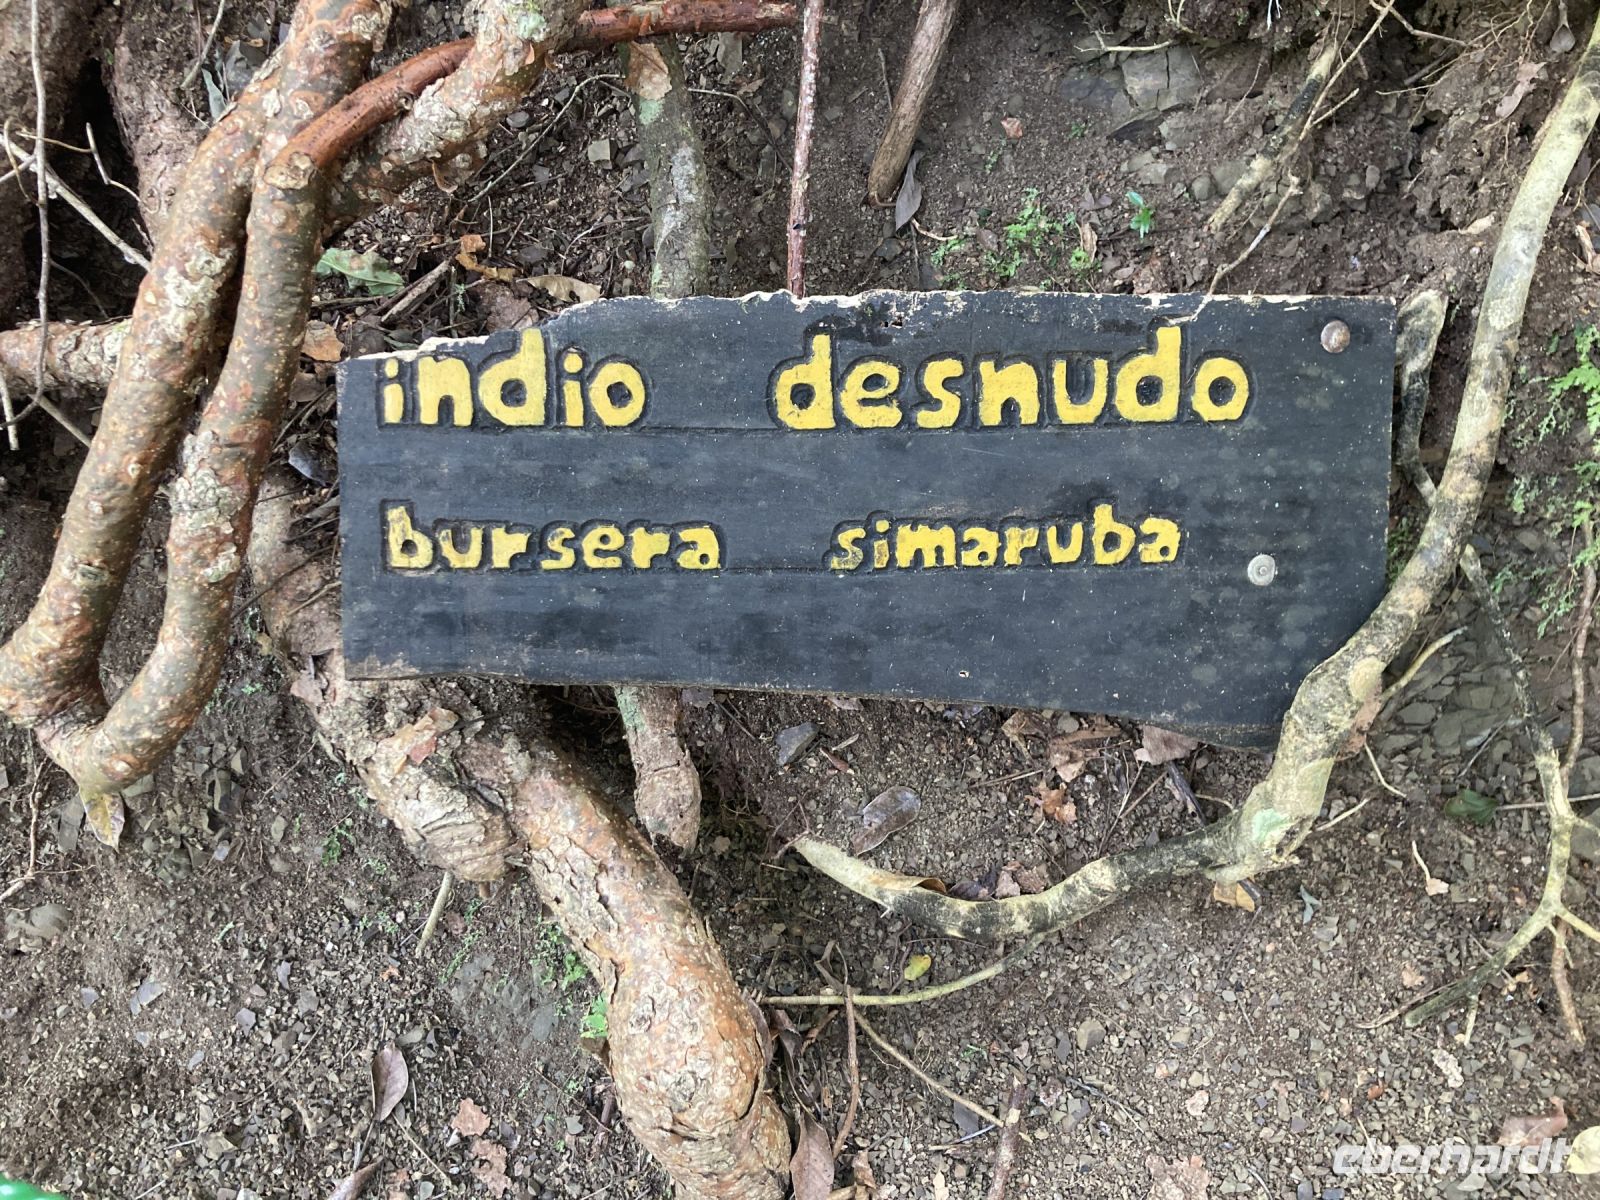 indio desnudo
bursera simaruba
eberhardt